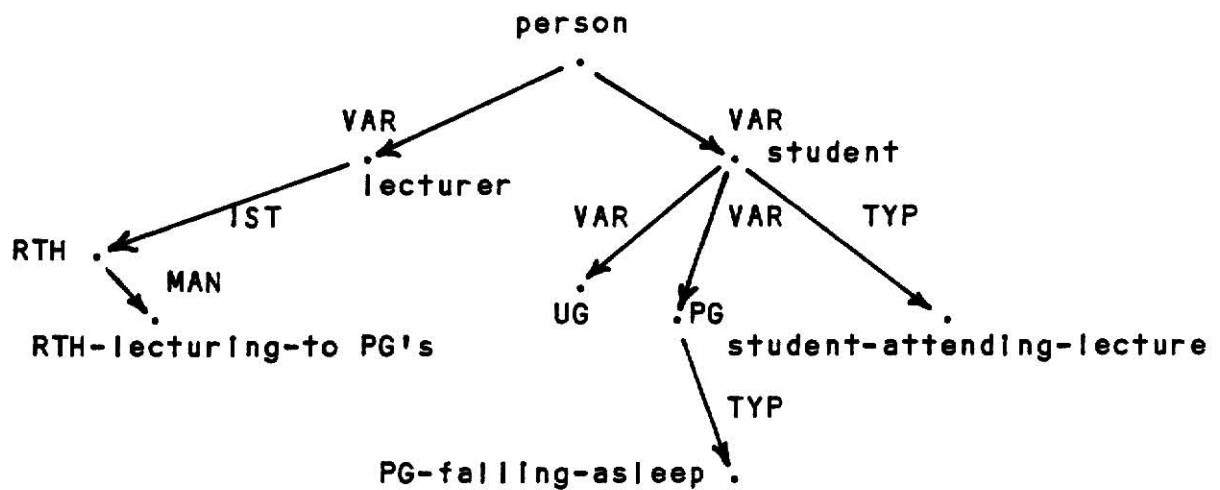 person
VAR VAR
student
lecturer
IST VAR VAR TYP
RTH
MAN
UG PG
RTH-lecturing-to PG's student-attending-lecture
TYP
PG-falling-asleep